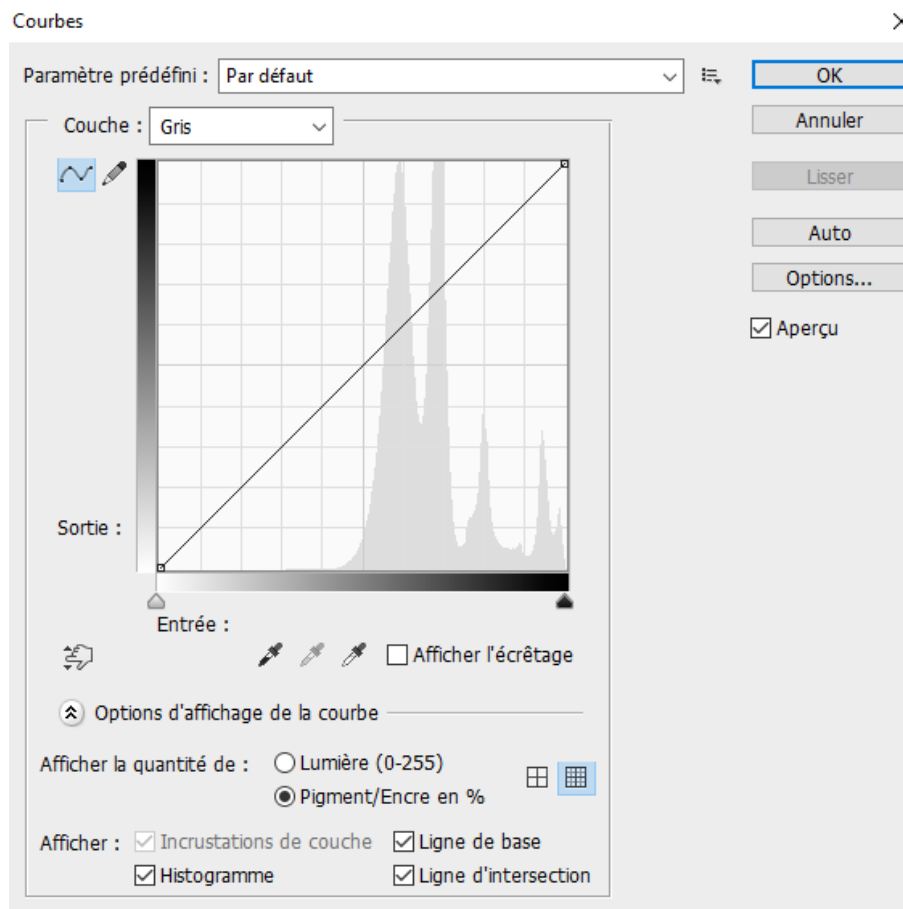 Courbes
Paramètre prédéfini : Par défaut
OK
Couche : Gris
Annuler
Lisser
Auto
Options...
Aperçu
Sortie :
Entrée :
Afficher l'écrêtage
Options d'affichage de la courbe
Afficher la quantité de : Lumière (0-255)
Pigment/Encre en %
Afficher : Incrustations de couche Ligne de base
Histogramme Ligne d'intersection